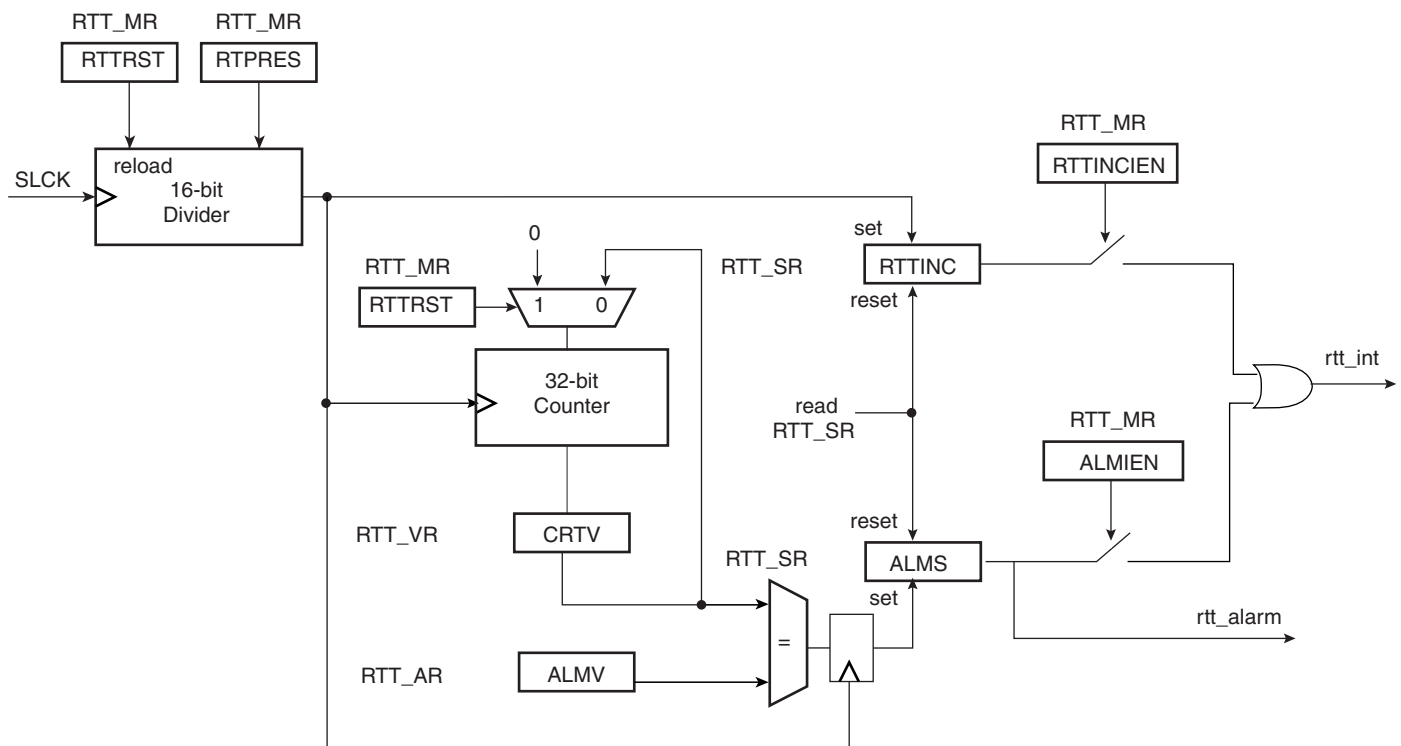 RTT_MR
RTT_MR
RTTRST
RTPRES
SLCK
reload
16-bit
Divider
RTT_MR
RTTINCIEN
0
set
RTT_MR
RTT_SR
RTTINC
RTTRST
1
0
reset
32-bit
Counter
rtt_int
read
RTT_SR
RTT_MR
ALMIEN
reset
RTT_VR
CRTV
RTT_SR
ALMS
set
rtt_alarm
=
RTT_AR
ALMV